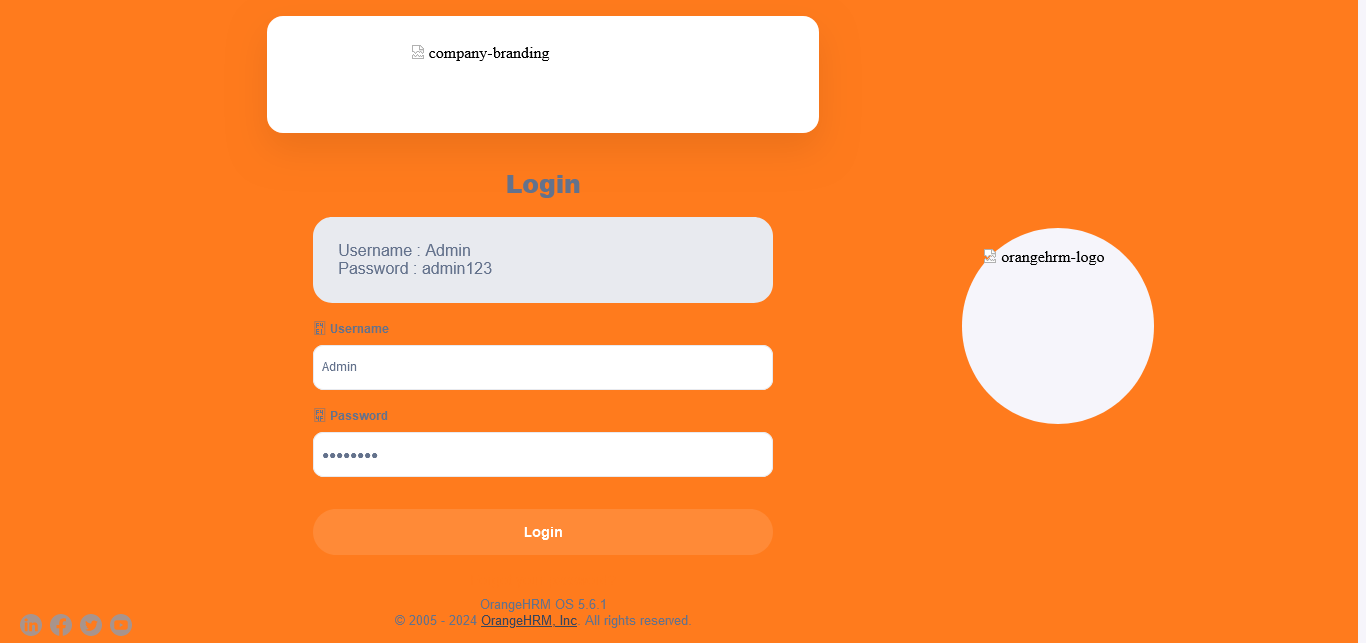 company-branding
Login
Username : Admin
Password : admin123
orangehrm-logo
Username
Admin
Password
Login
OrangeHRM OS 5.6.1
© 2005 - 2024 OrangeHRM, Inc. All rights reserved.